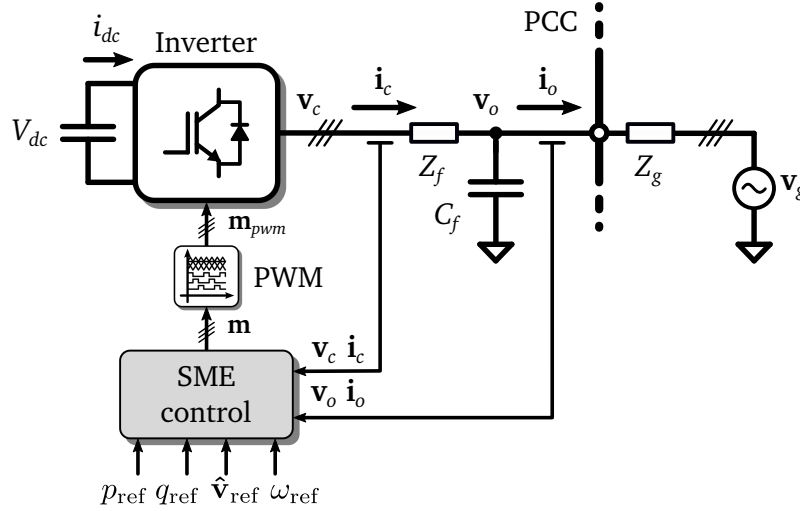 i_dc
Inverter
PCC
V_dc
v_c
i_c
v_o
i_o
Z_f
C_f
Z_g
v_g
m_pwm
PWM
m
SME
control
v_c i_c
v_o i_o
p_ref q_ref v̂_ref ω_ref